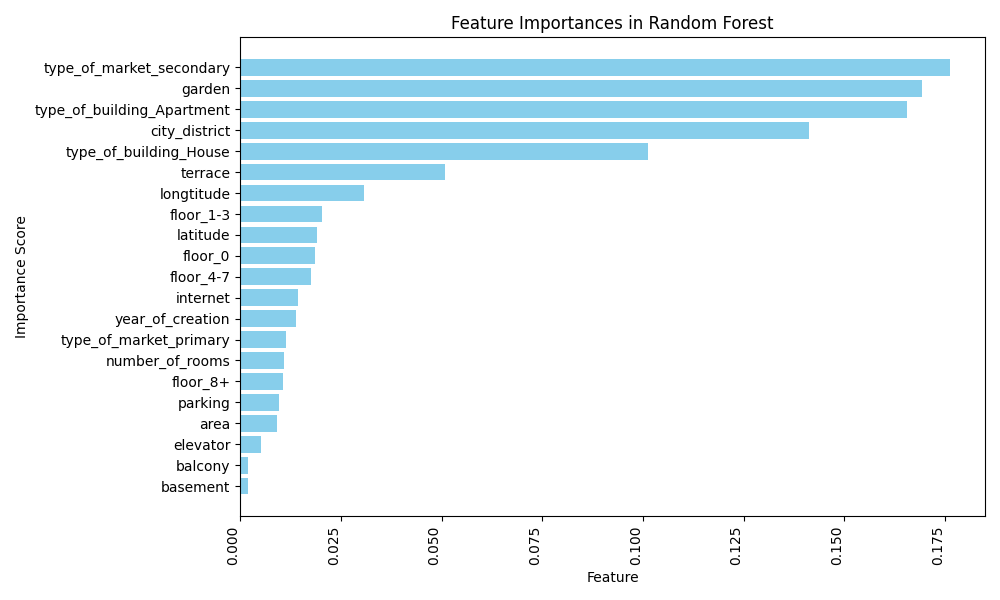 Feature Importances in Random Forest
Importance Score
type_of_market_secondary
garden
type_of_building_Apartment
city_district
type_of_building_House
terrace
longtitude
floor_1-3
latitude
floor_0
floor_4-7
internet
year_of_creation
type_of_market_primary
number_of_rooms
floor_8+
parking
area
elevator
balcony
basement
0.000
0.025
0.050
0.075
0.100
0.125
0.150
0.175
Feature